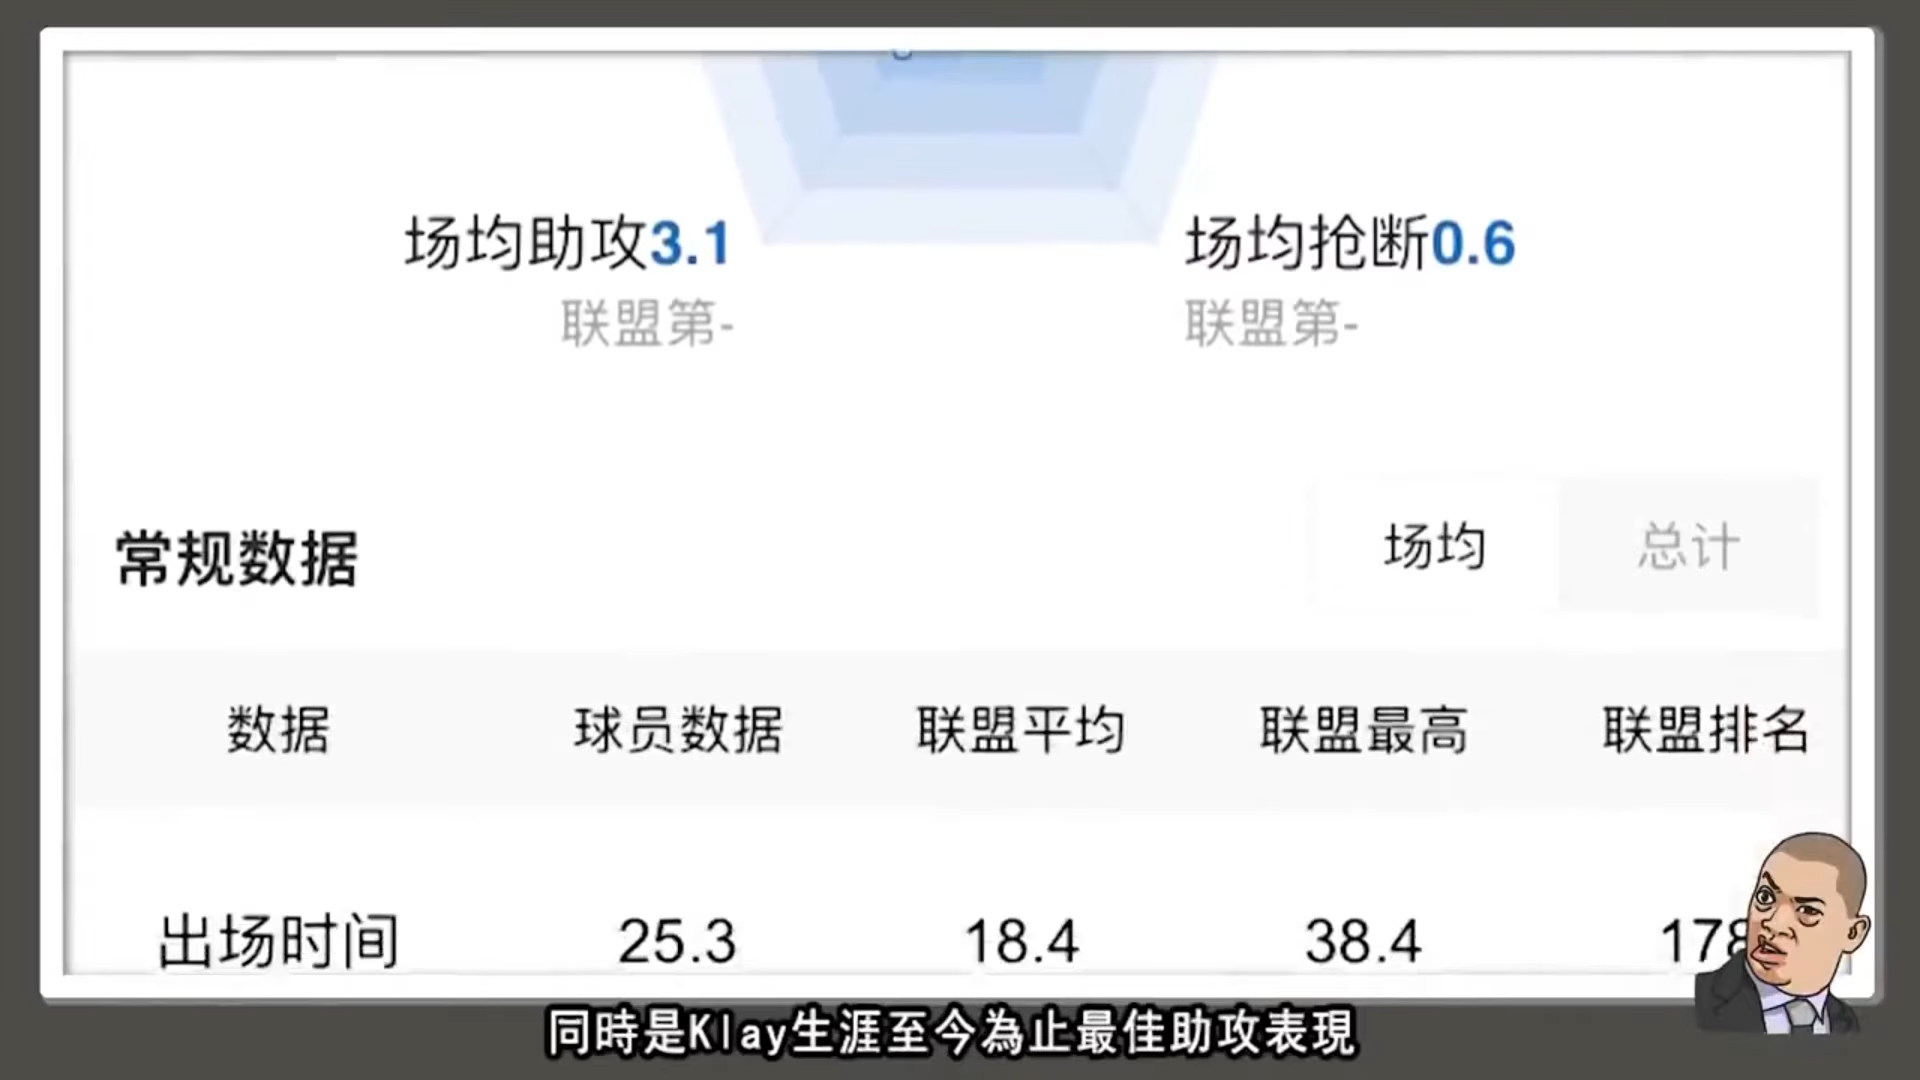 场均助攻3.1 场均抢断0.6
联盟第- 联盟第-
常规数据 场均 总计
数据 球员数据 联盟平均 联盟最高 联盟排名
出场时间 25.3 18.4 38.4 178
同時是Klay生涯至今為止最佳助攻表現